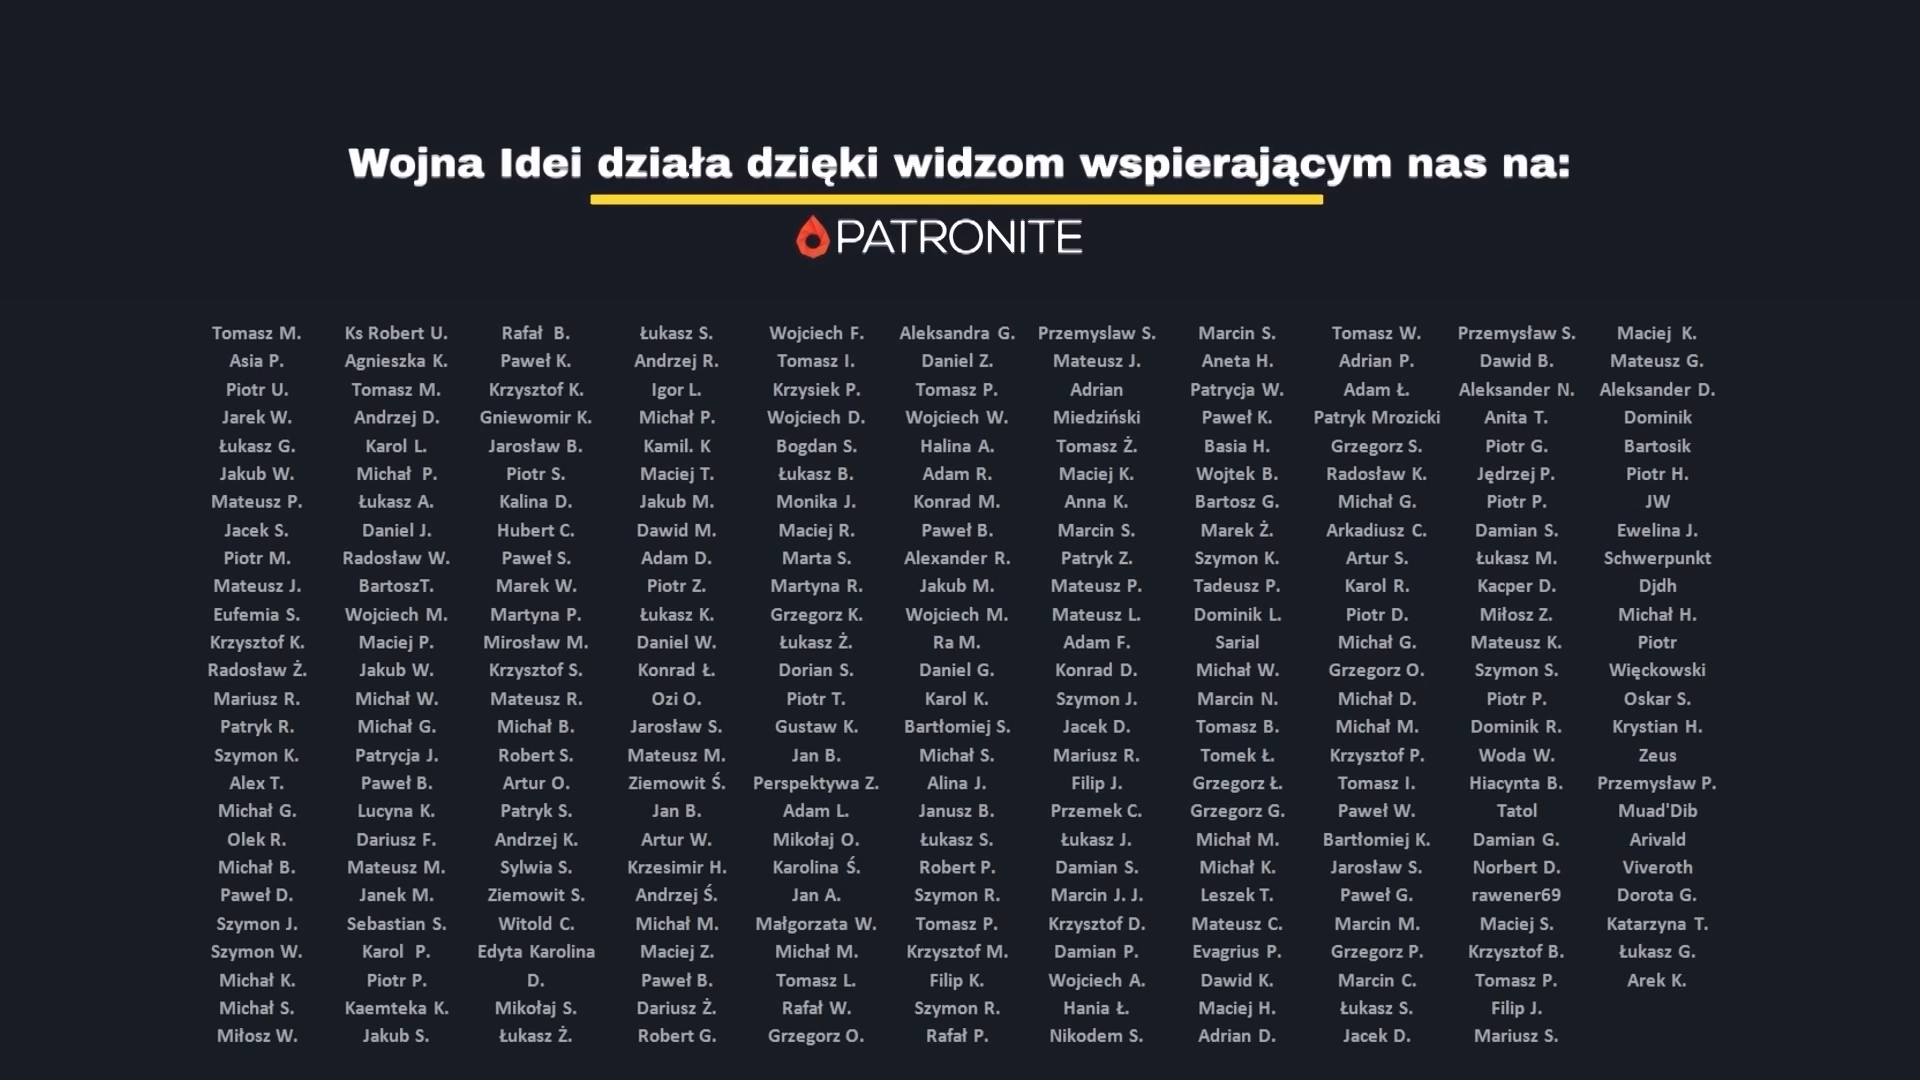 Wojna Idei działa dzięki widzom wspierającym nas na:
PATRONITE
Tomasz M.
Asia P.
Piotr U.
Jarek W.
Łukasz G.
Jakub W.
Mateusz P.
Jacek S.
Piotr M.
Mateusz J.
Eufemia S.
Krzysztof K.
Radosław Ż.
Mariusz R.
Patryk R.
Szymon K.
Alex T.
Michał G.
Olek R.
Michał B.
Paweł D.
Szymon J.
Szymon W.
Michał K.
Michał S.
Miłosz W.
Ks Robert U.
Agnieszka K.
Tomasz M.
Andrzej D.
Karol L.
Michał P.
Łukasz A.
Daniel J.
Radosław W.
BartoszT.
Wojciech M.
Maciej P.
Jakub W.
Michał W.
Michał G.
Patrycja J.
Paweł B.
Lucyna K.
Dariusz F.
Mateusz M.
Janek M.
Sebastian S.
Karol P.
Piotr P.
Kaemteka K.
Jakub S.
Rafał B.
Paweł K.
Krzysztof K.
Gniewomir K.
Jarosław B.
Piotr S.
Kalina D.
Hubert C.
Paweł S.
Marek W.
Martyna P.
Mirosław M.
Krzysztof S.
Mateusz R.
Michał B.
Robert S.
Artur O.
Patryk S.
Andrzej K.
Sylwia S.
Ziemowit S.
Witold C.
Edyta Karolina
D.
Mikołaj S.
Łukasz Ż.
Łukasz S.
Andrzej R.
Igor L.
Michał P.
Kamil. K
Maciej T.
Jakub M.
Dawid M.
Adam D.
Piotr Z.
Łukasz K.
Daniel W.
Konrad Ł.
Ozi O.
Jarosław S.
Mateusz M.
Ziemowit Ś.
Jan B.
Artur W.
Krzesimir H.
Andrzej Ś.
Michał M.
Maciej Z.
Paweł B.
Dariusz Ż.
Robert G.
Wojciech F.
Tomasz I.
Krzysiek P.
Wojciech D.
Bogdan S.
Łukasz B.
Monika J.
Maciej R.
Marta S.
Martyna R.
Grzegorz K.
Łukasz Ż.
Dorian S.
Piotr T.
Gustaw K.
Jan B.
Perspektywa Z.
Adam L.
Mikołaj O.
Karolina Ś.
Jan A.
Małgorzata W.
Michał M.
Tomasz L.
Rafał W.
Grzegorz O.
Aleksandra G.
Daniel Z.
Tomasz P.
Wojciech W.
Halina A.
Adam R.
Konrad M.
Paweł B.
Alexander R.
Jakub M.
Wojciech M.
Ra M.
Daniel G.
Karol K.
Bartłomiej S.
Michał S.
Alina J.
Janusz B.
Łukasz S.
Robert P.
Szymon R.
Tomasz P.
Krzysztof M.
Filip K.
Szymon R.
Rafał P.
Przemyslaw S.
Mateusz J.
Adrian
Miedziński
Tomasz Ż.
Maciej K.
Anna K.
Marcin S.
Patryk Z.
Mateusz P.
Mateusz L.
Adam F.
Konrad D.
Szymon J.
Jacek D.
Mariusz R.
Filip J.
Przemek C.
Łukasz J.
Damian S.
Marcin J. J.
Krzysztof D.
Damian P.
Wojciech A.
Hania Ł.
Nikodem S.
Marcin S.
Aneta H.
Patrycja W.
Paweł K.
Basia H.
Wojtek B.
Bartosz G.
Marek Ż.
Szymon K.
Tadeusz P.
Dominik L.
Sarial
Michał W.
Marcin N.
Tomasz B.
Tomek Ł.
Grzegorz Ł.
Grzegorz G.
Michał M.
Michał K.
Leszek T.
Mateusz C.
Evagrius P.
Dawid K.
Maciej H.
Adrian D.
Tomasz W.
Adrian P.
Adam Ł.
Patryk Mrozicki
Grzegorz S.
Radosław K.
Michał G.
Arkadiusz C.
Artur S.
Karol R.
Piotr D.
Michał G.
Grzegorz O.
Michał D.
Michał M.
Krzysztof P.
Tomasz I.
Paweł W.
Bartłomiej K.
Jarosław S.
Paweł G.
Marcin M.
Grzegorz P.
Marcin C.
Łukasz S.
Jacek D.
Przemysław S.
Dawid B.
Aleksander N.
Anita T.
Piotr G.
Jędrzej P.
Piotr P.
Damian S.
Łukasz M.
Kacper D.
Miłosz Z.
Mateusz K.
Szymon S.
Piotr P.
Dominik R.
Woda W.
Hiacynta B.
Tatol
Damian G.
Norbert D.
rawener69
Maciej S.
Krzysztof B.
Tomasz P.
Filip J.
Mariusz S.
Maciej K.
Mateusz G.
Aleksander D.
Dominik
Bartosik
Piotr H.
JW
Ewelina J.
Schwerpunkt
Djdh
Michał H.
Piotr
Więckowski
Oskar S.
Krystian H.
Zeus
Przemysław P.
Muad'Dib
Arivald
Viveroth
Dorota G.
Katarzyna T.
Łukasz G.
Arek K.